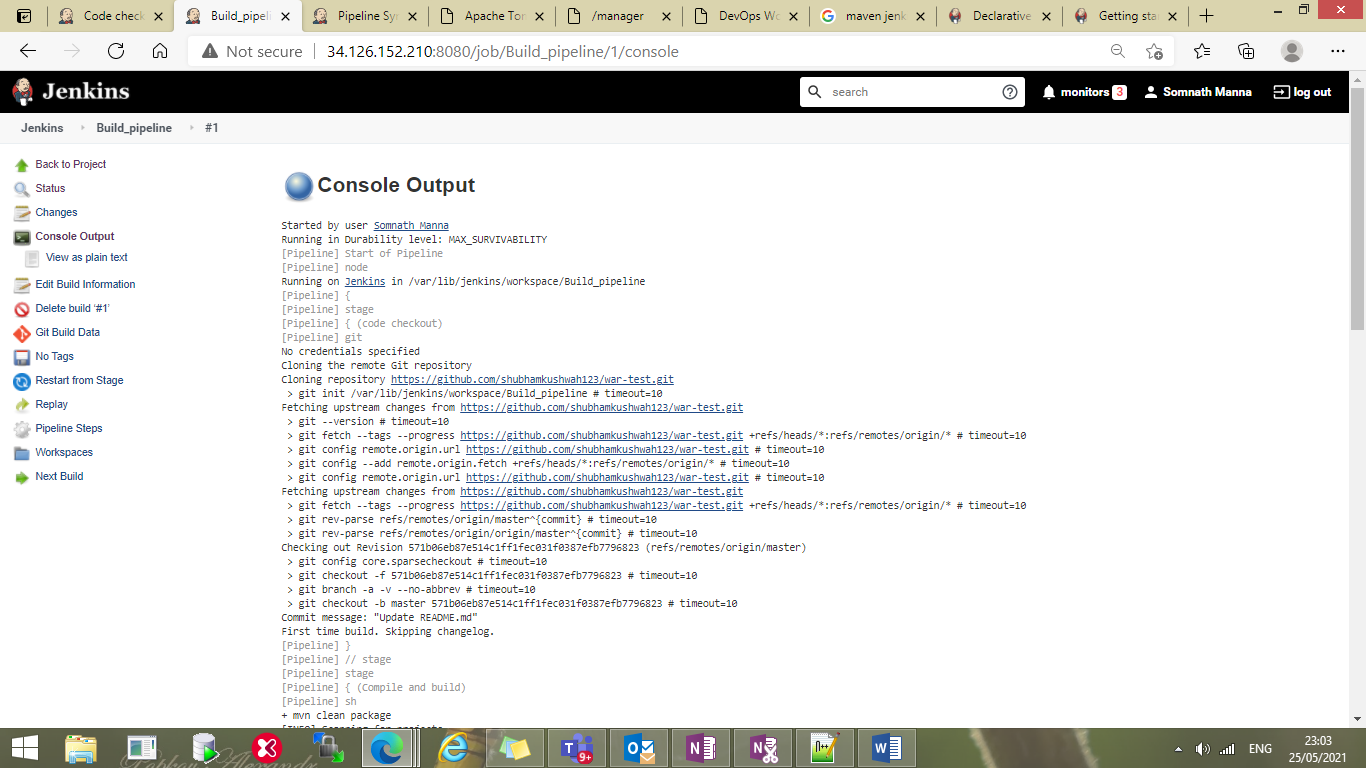 Code check
Build_pipeli
Pipeline Sy
Apache Tor
/manager
DevOps Wo
maven jenk
Declarative
Getting sta
Not secure
34.126.152.210:8080/job/Build_pipeline/1/console
Jenkins
search
monitors 3
Somnath Manna
log out
Jenkins
Build_pipeline
#1
Back to Project
Status
Changes
Console Output
View as plain text
Edit Build Information
Delete build '#1'
Git Build Data
No Tags
Restart from Stage
Replay
Pipeline Steps
Workspaces
Next Build
Console Output
Started by user Somnath Manna
Running in Durability level: MAX_SURVIVABILITY
[Pipeline] Start of Pipeline
[Pipeline] node
Running on Jenkins in /var/lib/jenkins/workspace/Build_pipeline
[Pipeline] {
[Pipeline] stage
[Pipeline] { (code checkout)
[Pipeline] git
No credentials specified
Cloning the remote Git repository
Cloning repository https://github.com/shubhamkushwah123/war-test.git
> git init /var/lib/jenkins/workspace/Build_pipeline # timeout=10
Fetching upstream changes from https://github.com/shubhamkushwah123/war-test.git
> git --version # timeout=10
> git fetch --tags --progress https://github.com/shubhamkushwah123/war-test.git +refs/heads/*:refs/remotes/origin/* # timeout=10
> git config remote.origin.url https://github.com/shubhamkushwah123/war-test.git # timeout=10
> git config --add remote.origin.fetch +refs/heads/*:refs/remotes/origin/* # timeout=10
> git config remote.origin.url https://github.com/shubhamkushwah123/war-test.git # timeout=10
Fetching upstream changes from https://github.com/shubhamkushwah123/war-test.git
> git fetch --tags --progress https://github.com/shubhamkushwah123/war-test.git +refs/heads/*:refs/remotes/origin/* # timeout=10
> git rev-parse refs/remotes/origin/master^{commit} # timeout=10
> git rev-parse refs/remotes/origin/origin/master^{commit} # timeout=10
Checking out Revision 571b06eb87e514c1ff1fec031f0387efb7796823 (refs/remotes/origin/master)
> git config core.sparsecheckout # timeout=10
> git checkout -f 571b06eb87e514c1ff1fec031f0387efb7796823 # timeout=10
> git branch -a -v --no-abbrev # timeout=10
> git checkout -b master 571b06eb87e514c1ff1fec031f0387efb7796823 # timeout=10
Commit message: "Update README.md"
First time build. Skipping changelog.
[Pipeline] }
[Pipeline] // stage
[Pipeline] stage
[Pipeline] { (Compile and build)
[Pipeline] sh
+ mvn clean package
[INFO] Scanning for projects
9+
ENG
23:03
25/05/2021